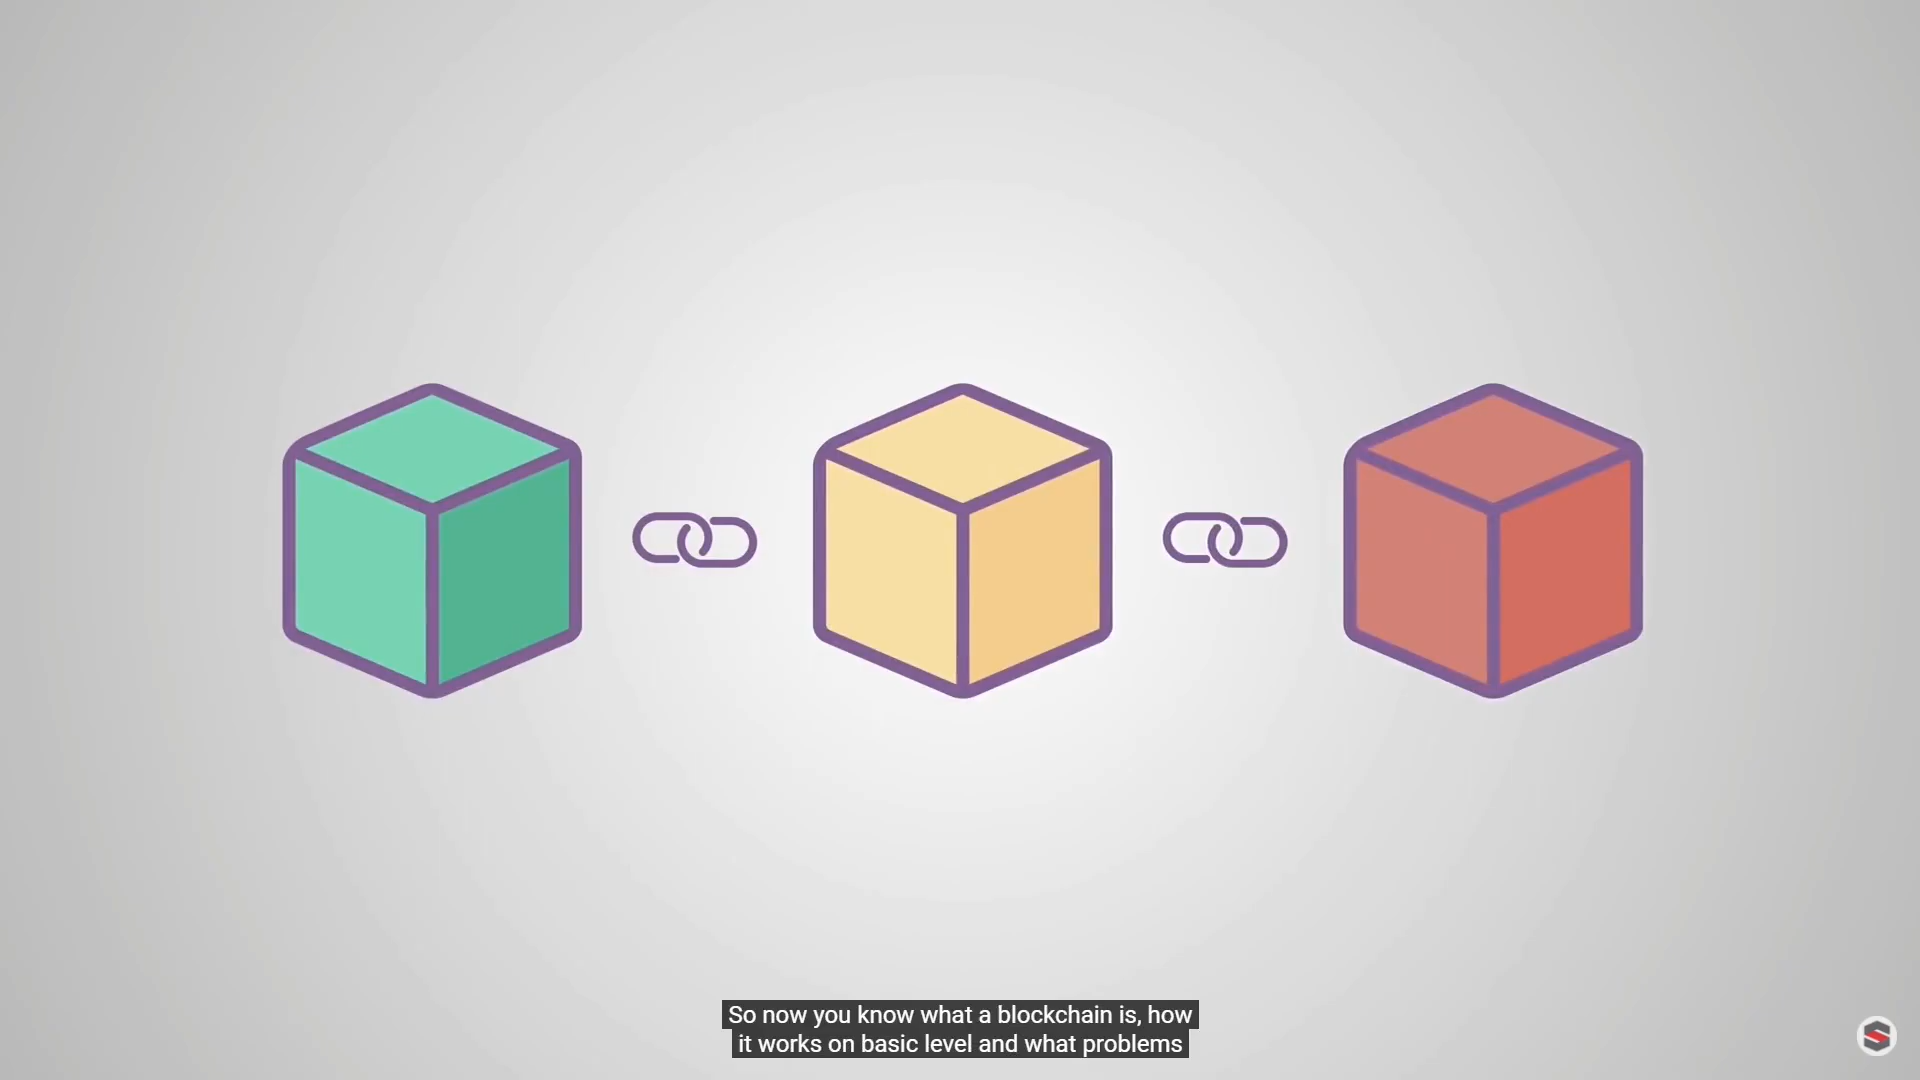 So now you know what a blockchain is, how
it works on basic level and what problems